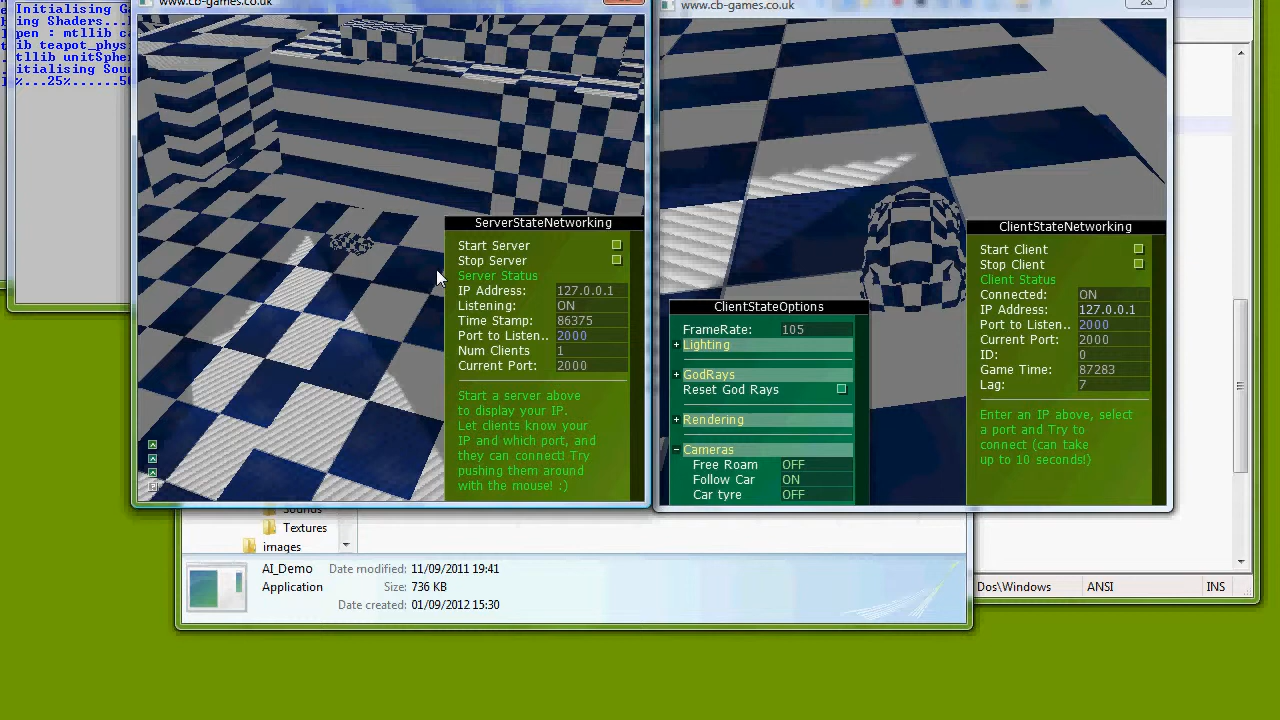 Initialising G
g Shaders...
pen : mtllib ca
ib teapot_phys
tllib unitSphe
itialising Sou
%...25%......50
www.cb-games.co.uk
ServerStateNetworking
Start Server
Stop Server
Server Status
IP Address: 127.0.0.1
Listening: ON
Time Stamp: 86375
Port to Listen.. 2000
Num Clients 1
Current Port: 2000
Start a server above
to display your IP.
Let clients know your
IP and which port, and
they can connect! Try
pushing them around
with the mouse! :)
www.cb-games.co.uk
ClientStateOptions
FrameRate: 105
+ Lighting
+ GodRays
Reset God Rays
+ Rendering
- Cameras
Free Roam OFF
Follow Car ON
Car tyre OFF
ClientStateNetworking
Start Client
Stop Client
Client Status
Connected: ON
IP Address: 127.0.0.1
Port to Listen.. 2000
Current Port: 2000
ID: 0
Game Time: 87283
Lag: 7
Enter an IP above, select
a port and Try to
connect (can take
up to 10 seconds!)
Sounds
Textures
images
AI_Demo Date modified: 11/09/2011 19:41
Application Size: 736 KB
Date created: 01/09/2012 15:30
Dos\Windows ANSI INS